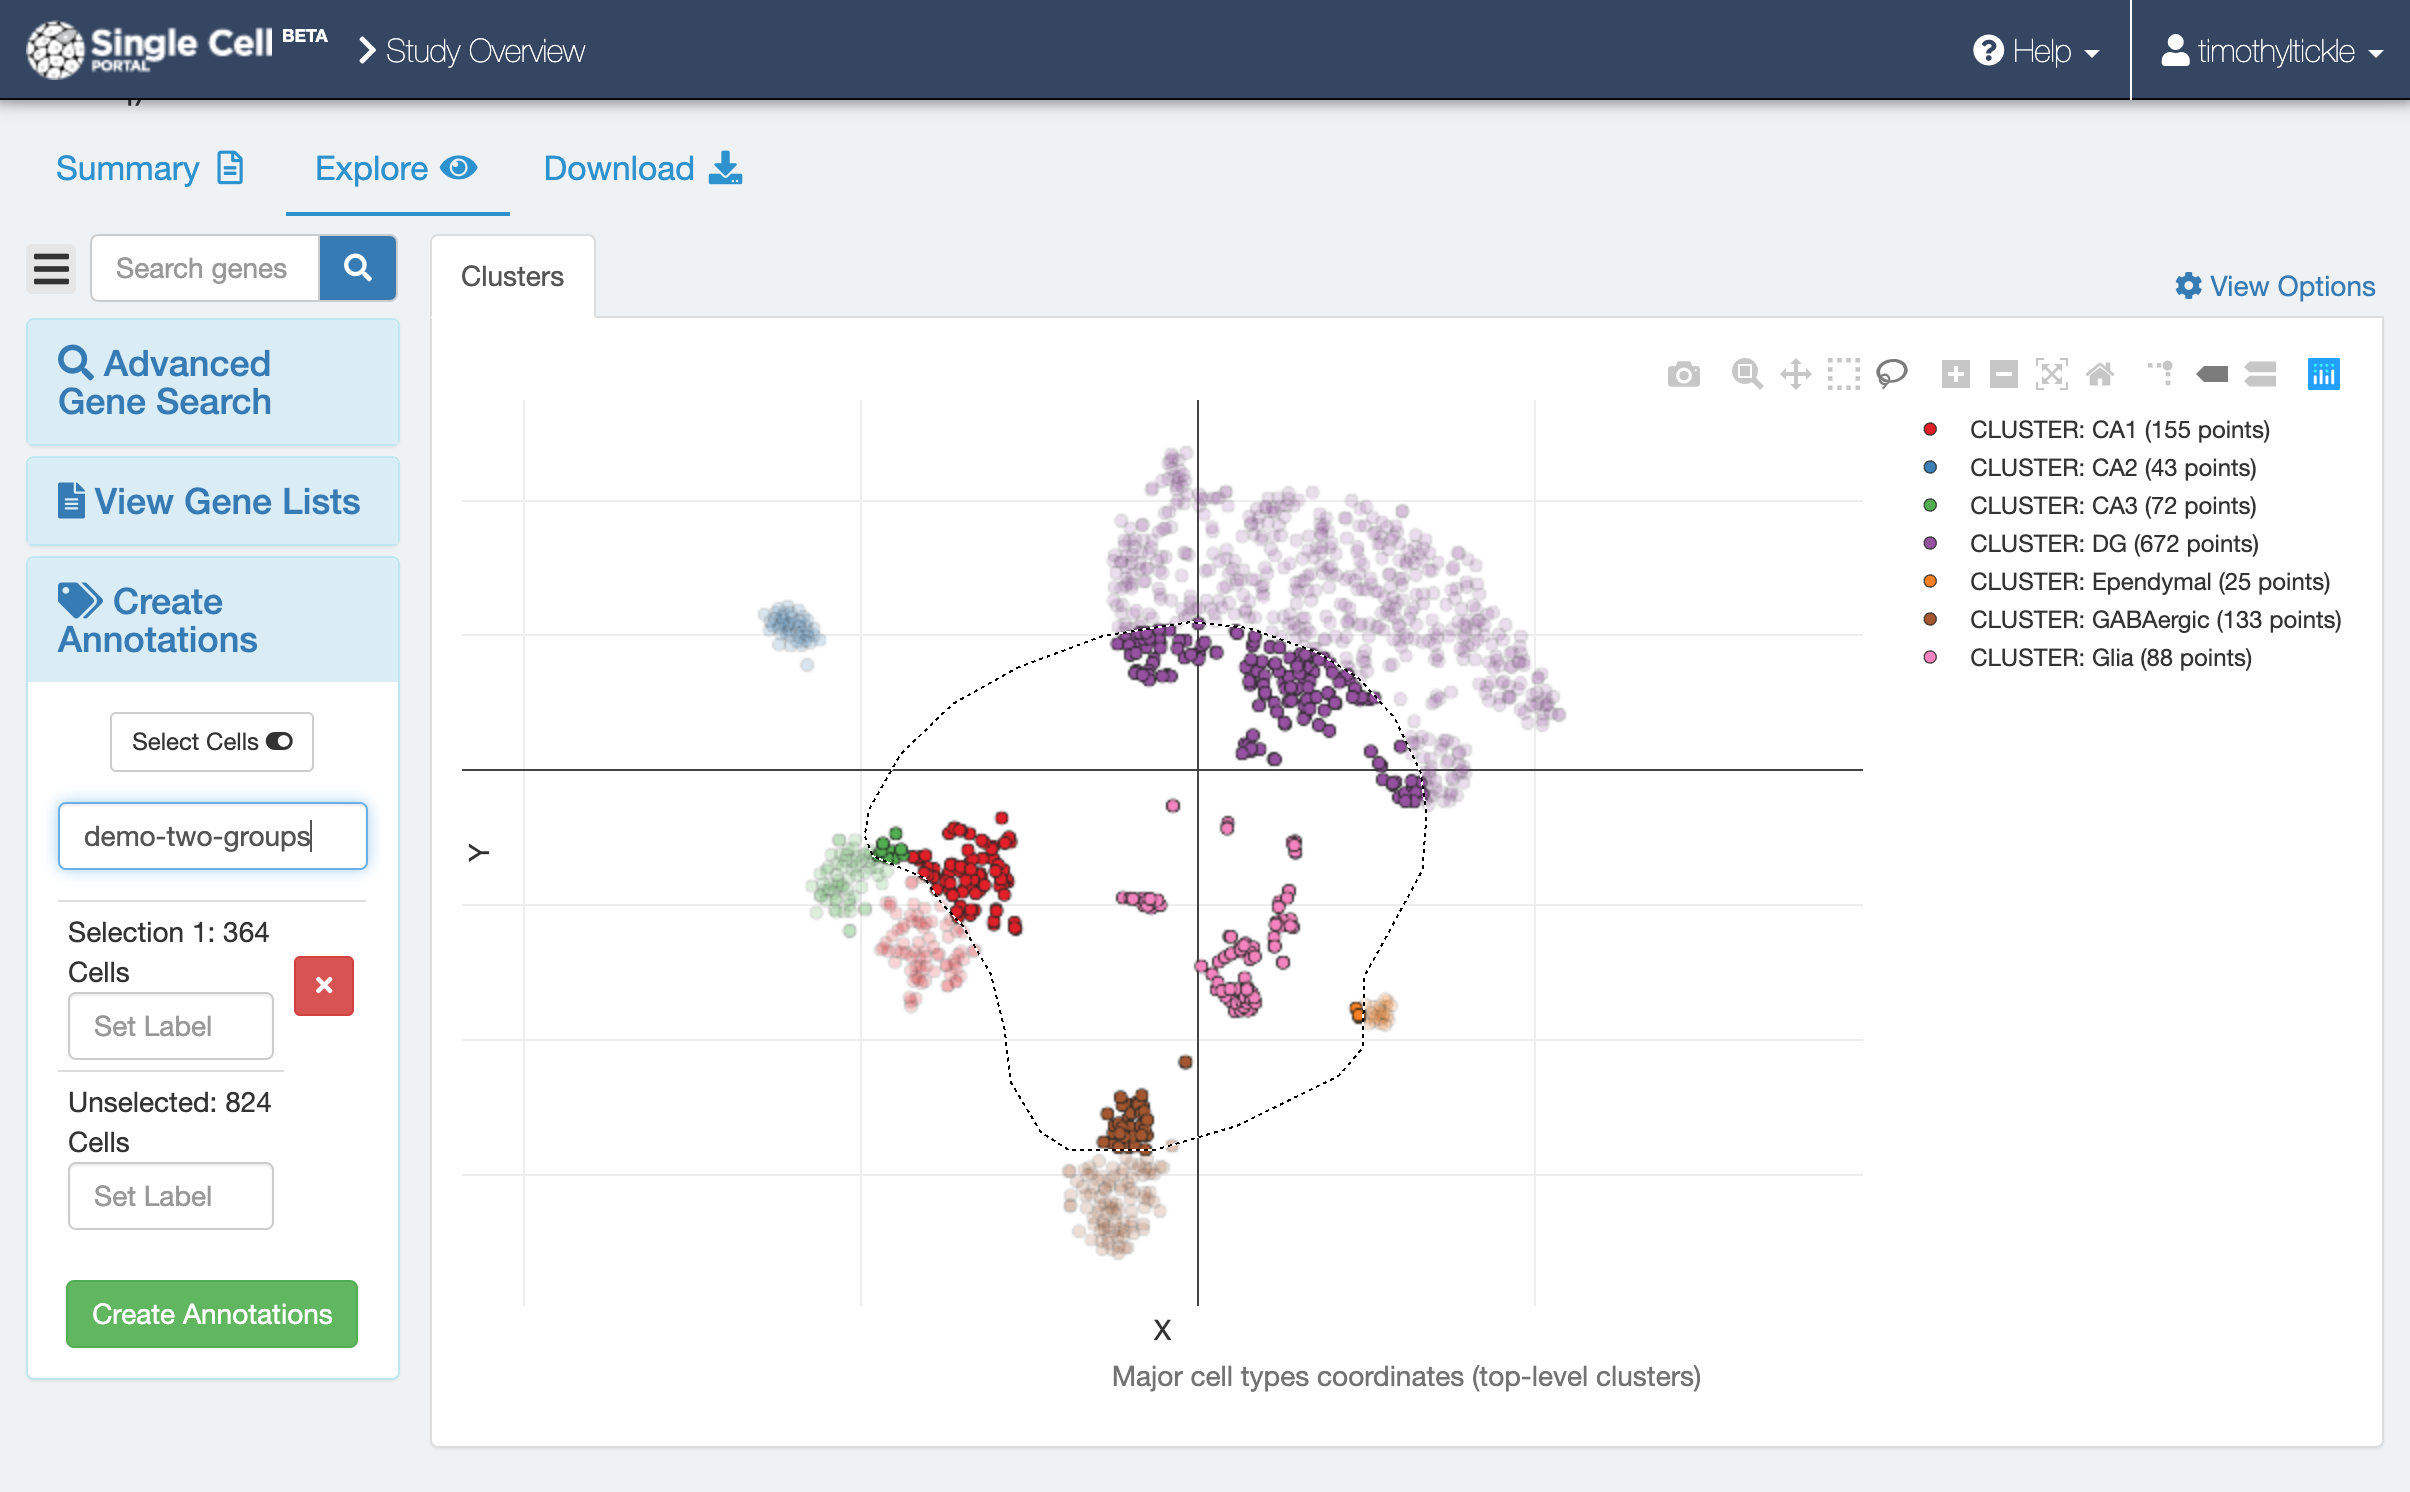 Single Cell BETA
PORTAL
Study Overview
Help
timothyltickle
Summary
Explore
Download
Search genes
Clusters
View Options
Advanced
Gene Search
View Gene Lists
Create
Annotations
Select Cells
demo-two-groups
Selection 1: 364
Cells
Set Label
Unselected: 824
Cells
Set Label
Create Annotations
CLUSTER: CA1 (155 points)
CLUSTER: CA2 (43 points)
CLUSTER: CA3 (72 points)
CLUSTER: DG (672 points)
CLUSTER: Ependymal (25 points)
CLUSTER: GABAergic (133 points)
CLUSTER: Glia (88 points)
Y
X
Major cell types coordinates (top-level clusters)